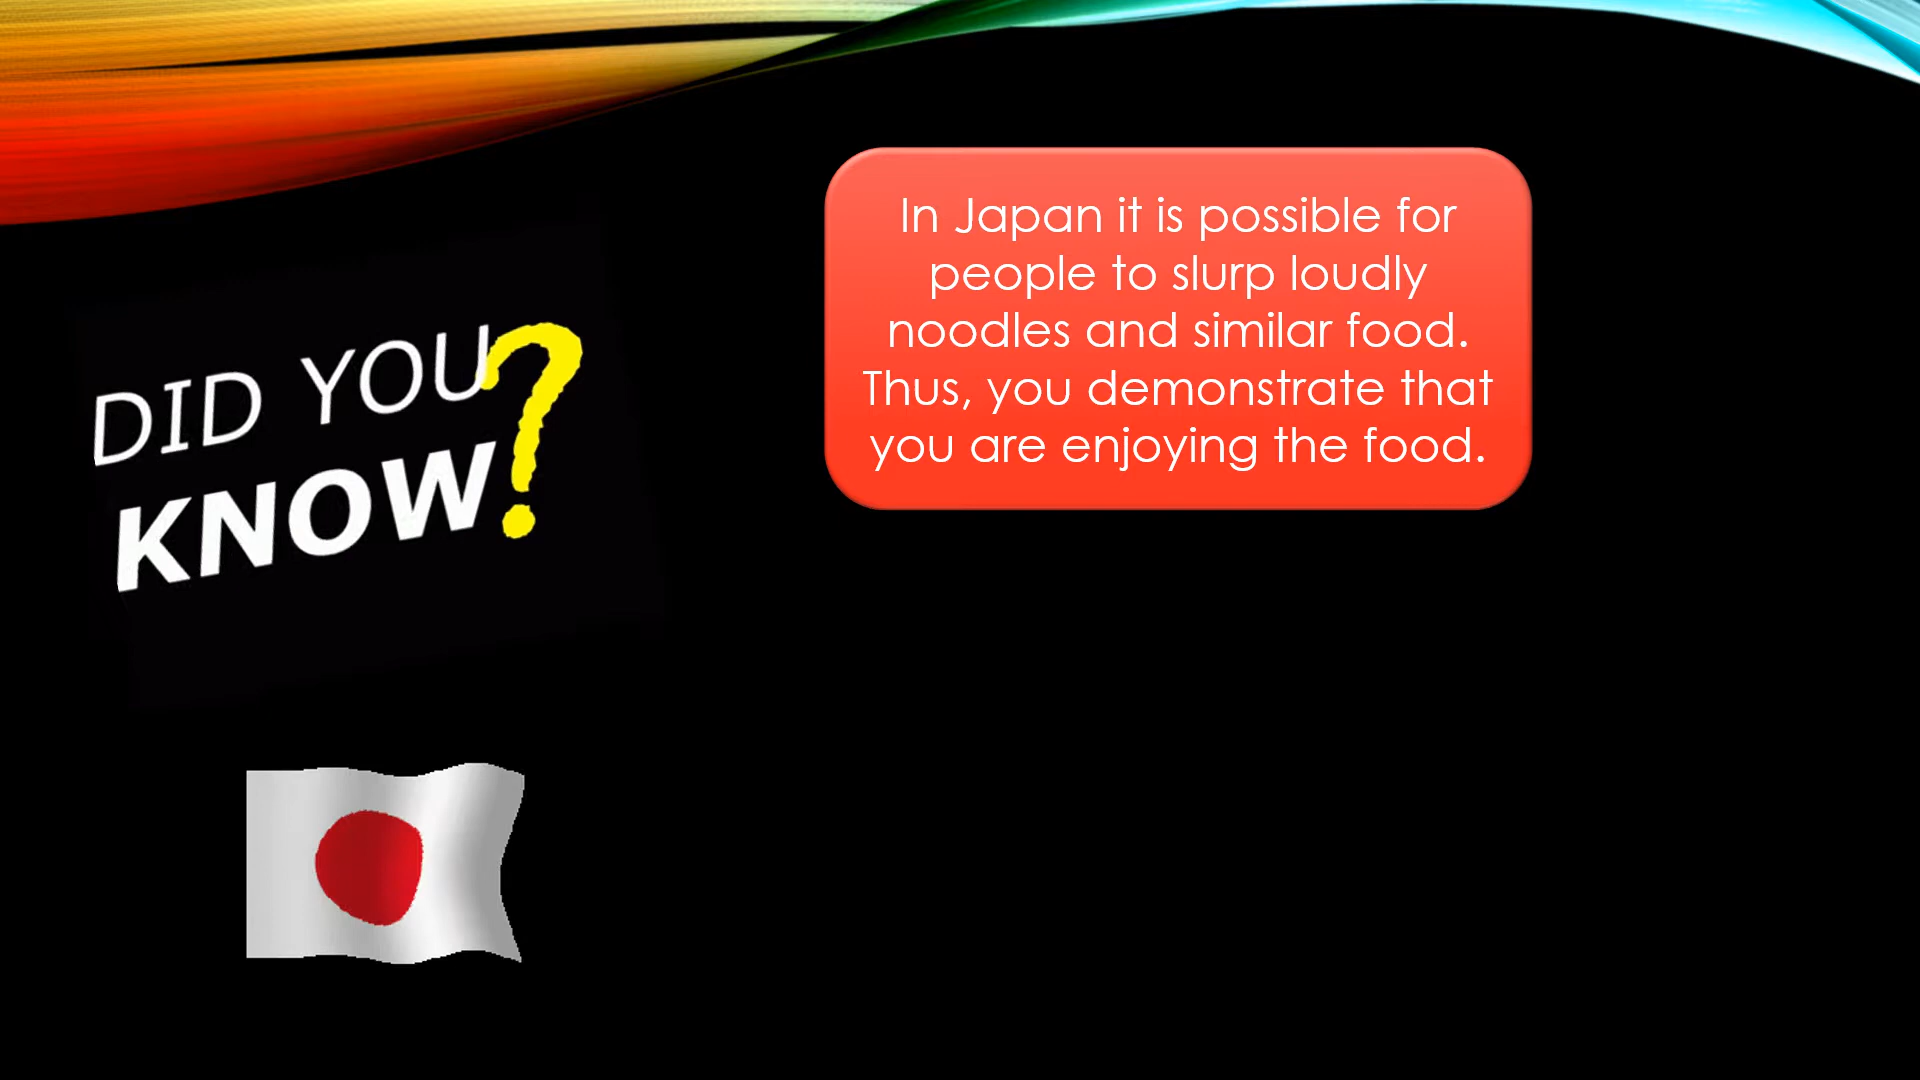 DID YOU
KNOW?
In Japan it is possible for
people to slurp loudly
noodles and similar food.
Thus, you demonstrate that
you are enjoying the food.